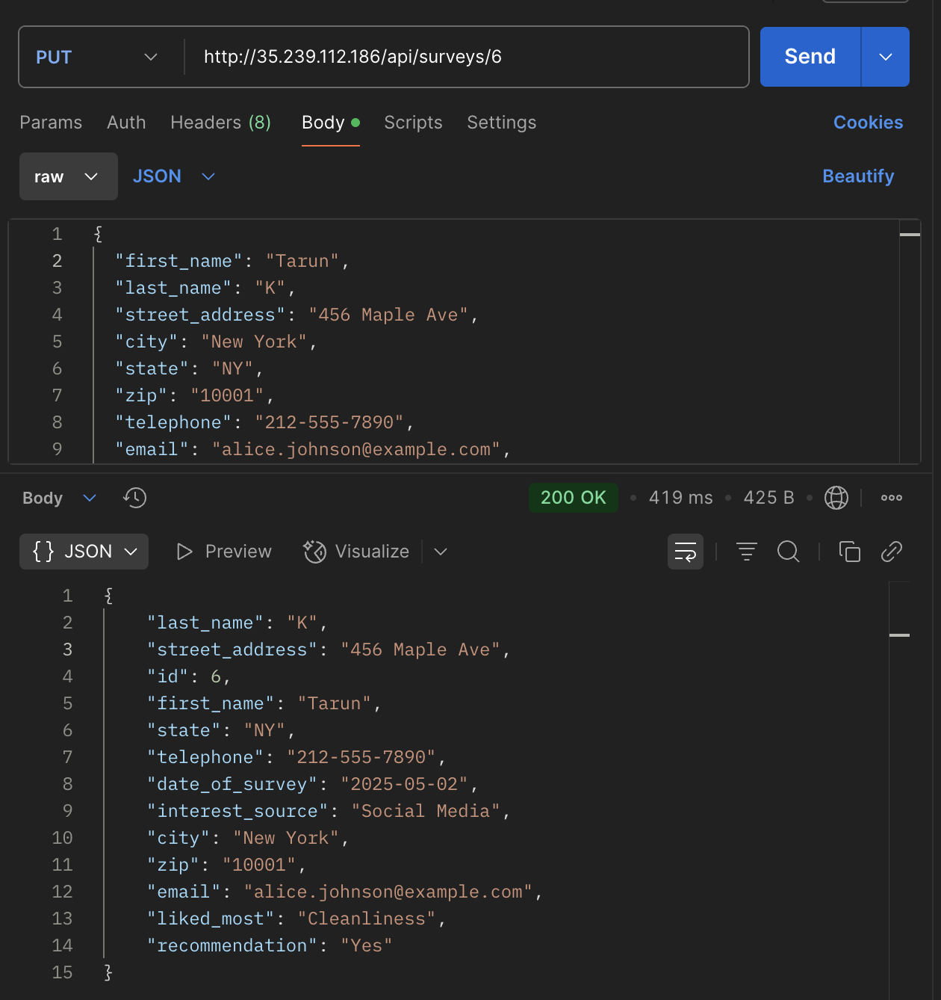 PUT http://35.239.112.186/api/surveys/6 Send
Params Auth Headers (8) Body Scripts Settings Cookies
raw JSON Beautify
1 {
2 "first_name": "Tarun",
3 "last_name": "K",
4 "street_address": "456 Maple Ave",
5 "city": "New York",
6 "state": "NY",
7 "zip": "10001",
8 "telephone": "212-555-7890",
9 "email": "alice.johnson@example.com",
Body 200 OK • 419 ms • 425 B •
{} JSON Preview Visualize
1 {
2 "last_name": "K",
3 "street_address": "456 Maple Ave",
4 "id": 6,
5 "first_name": "Tarun",
6 "state": "NY",
7 "telephone": "212-555-7890",
8 "date_of_survey": "2025-05-02",
9 "interest_source": "Social Media",
10 "city": "New York",
11 "zip": "10001",
12 "email": "alice.johnson@example.com",
13 "liked_most": "Cleanliness",
14 "recommendation": "Yes"
15 }